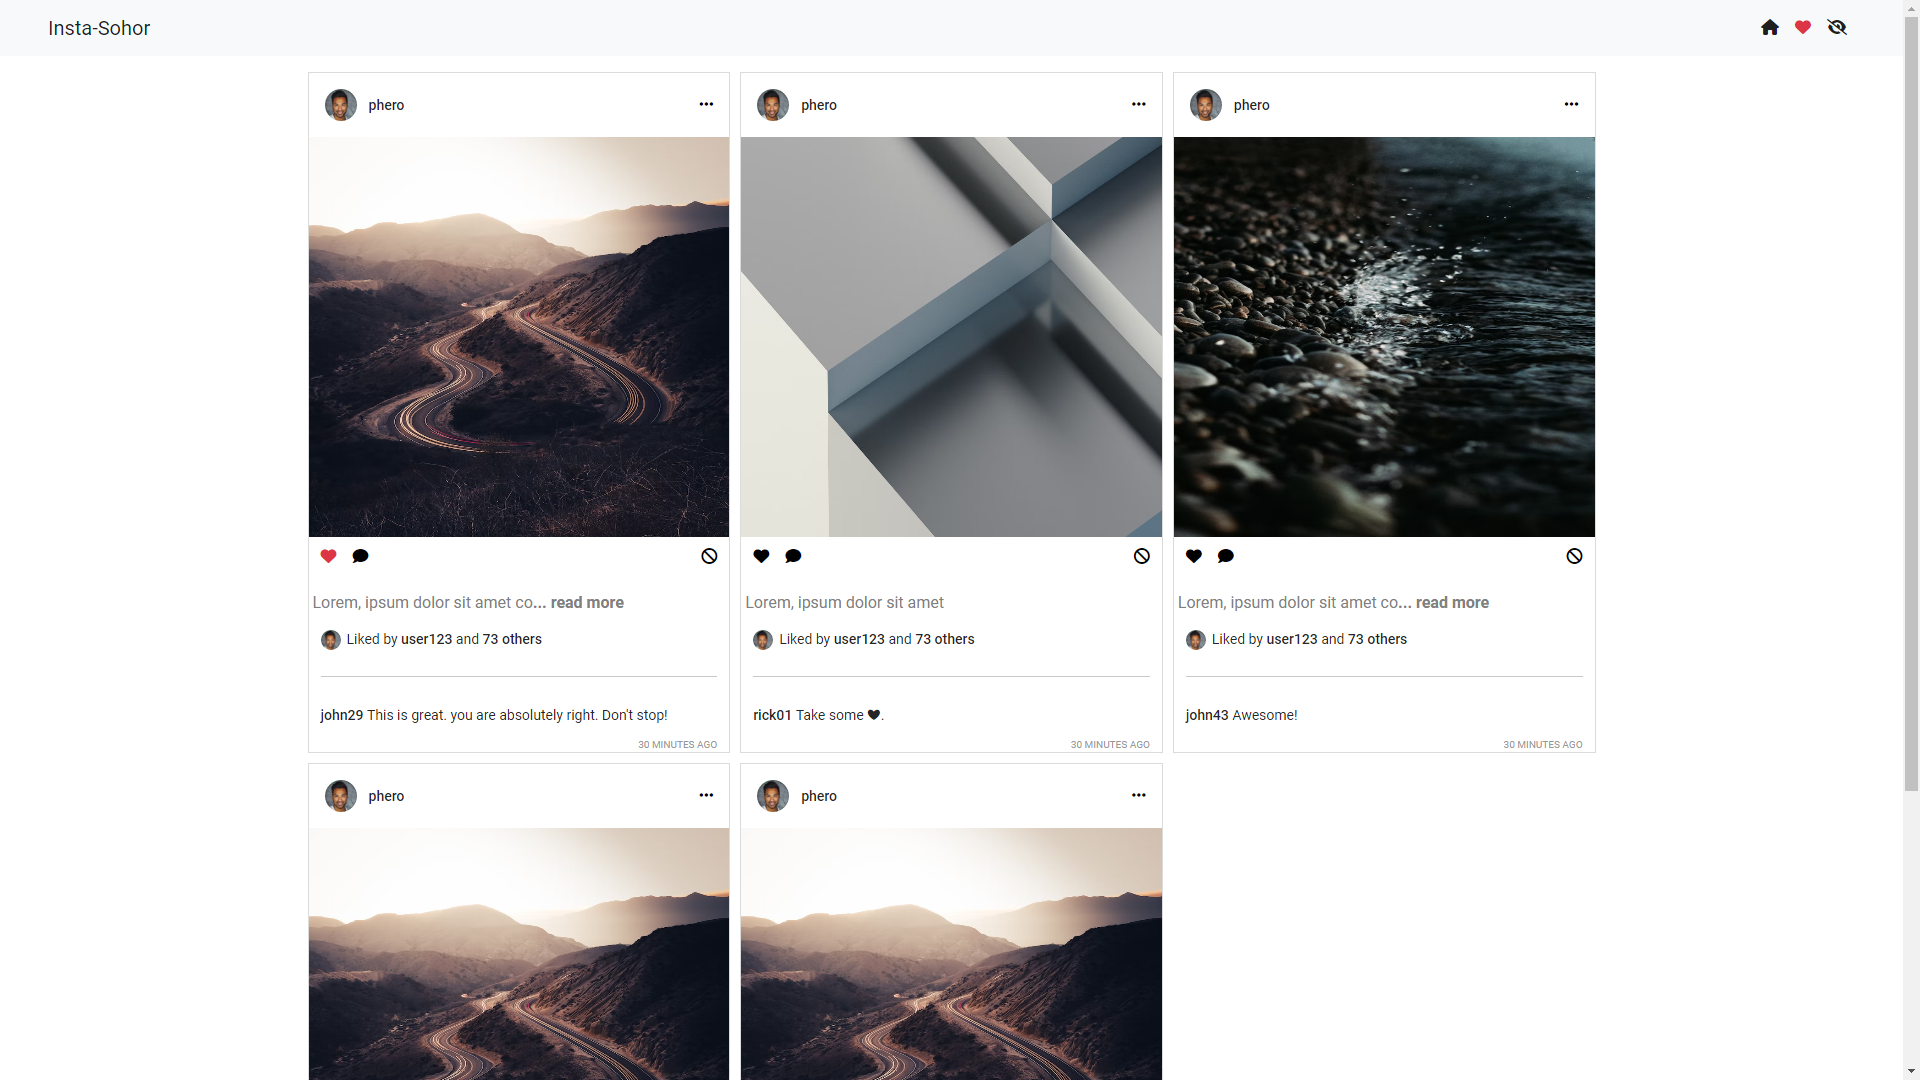 Insta-Sohor
phero
phero
phero
Lorem, ipsum dolor sit amet co... read more
Lorem, ipsum dolor sit amet
Lorem, ipsum dolor sit amet co... read more
Liked by user123 and 73 others
Liked by user123 and 73 others
Liked by user123 and 73 others
john29 This is great. you are absolutely right. Don't stop!
rick01 Take some ♥.
john43 Awesome!
30 MINUTES AGO
30 MINUTES AGO
30 MINUTES AGO
phero
phero